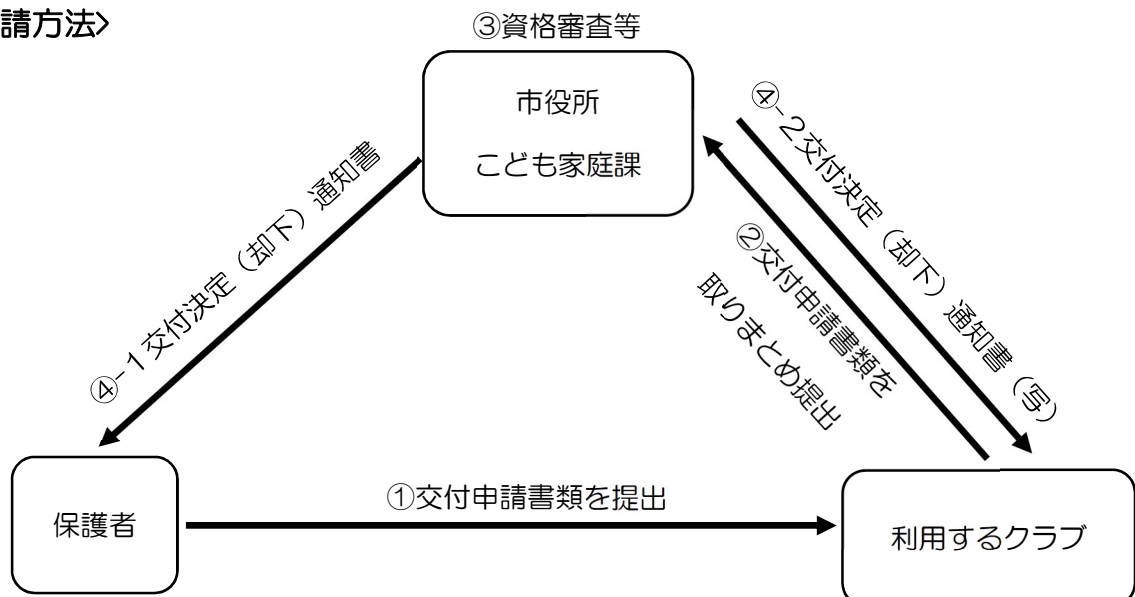 請方法>
③資格審査等
市役所
こども家庭課
④-1交付決定（却下）通知書
④-2交付決定（却下）通知書（写）
②交付申請書類を
取りまとめ提出
保護者
①交付申請書類を提出
利用するクラブ